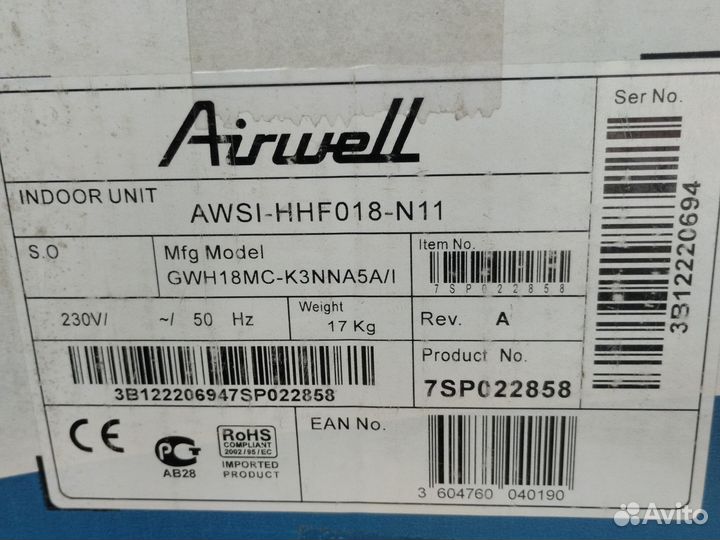 Airwell
Ser No.
INDOOR UNIT
AWSI-HHF018-N11
S.O
Mfg Model
GWH18MC-K3NNA5A/I
Item No.
7SP022858
230V/ ~/ 50 Hz
Weight
17 Kg
Rev. A
3B12220694
3B122206947SP022858
Product No.
7SP022858
CE
PCT
AB28
RoHS
COMPLIANT
2002/95/EC
IMPORTED
PRODUCT
EAN No.
3 604760 040190
Avito